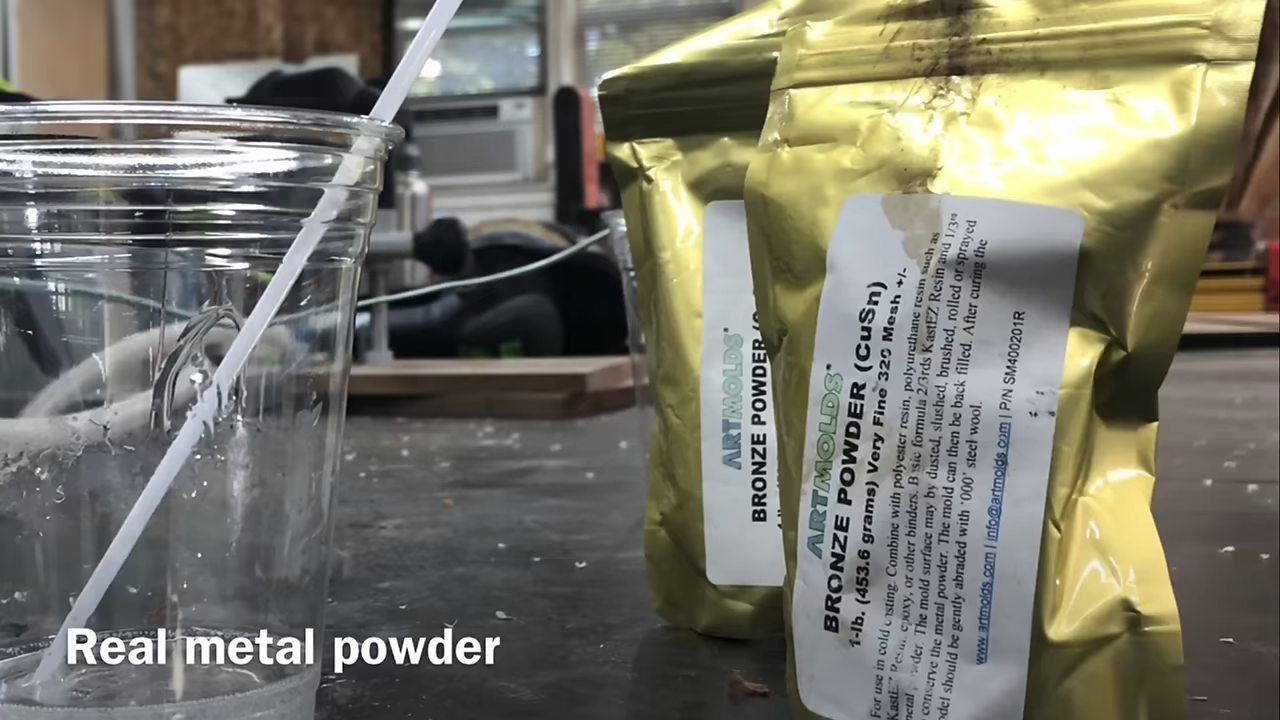 Real metal powder
ARTMOLDS
BRONZE POWDER
ARTMOLDS
BRONZE POWDER (CuSn)
1-lb. (453.6 grams) Very Fine 325 Mesh +/-
For use in cold casting. Combine with polyester resin, polyurethane resin such as
KastEZ Resin, epoxy, or other binders. Basic formula 2/3rds KastEZ Resin and 1/3rd
metal powder. The mold surface may by dusted, slushed, brushed, rolled or sprayed
conserve the metal powder. The mold can then be back filled. After curing the
should be gently abraded with '000' steel wool.
www.artmolds.com | info@artmolds.com | P/N SM400201R